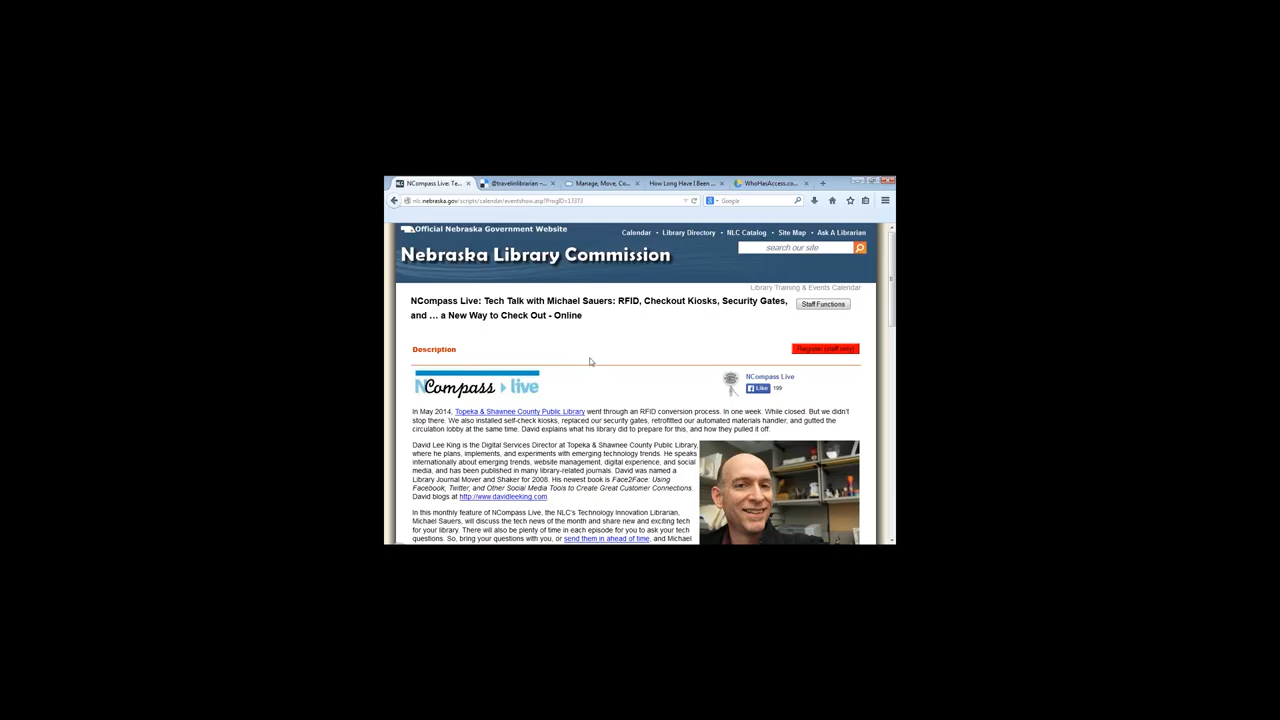 NCompass Live: Te...
@travelinlibrarian –...
Manage, Move, Co...
How Long Have I Been ...
WhoHasAccess.co...
nlc.nebraska.gov/scripts/calendar/eventshow.asp?ProgID=13373
Google
Official Nebraska Government Website
Calendar • Library Directory • NLC Catalog • Site Map • Ask A Librarian
Nebraska Library Commission
search our site
Library Training & Events Calendar
NCompass Live: Tech Talk with Michael Sauers: RFID, Checkout Kiosks, Security Gates,
and … a New Way to Check Out - Online
Staff Functions
Description
Register (staff only)
NCompass live
NCompass Live
Like 199
In May 2014, Topeka & Shawnee County Public Library went through an RFID conversion process. In one week. While closed. But we didn't
stop there. We also installed self-check kiosks, replaced our security gates, retrofitted our automated materials handler, and gutted the
circulation lobby at the same time. David explains what his library did to prepare for this, and how they pulled it off.
David Lee King is the Digital Services Director at Topeka & Shawnee County Public Library,
where he plans, implements, and experiments with emerging technology trends. He speaks
internationally about emerging trends, website management, digital experience, and social
media, and has been published in many library-related journals. David was named a
Library Journal Mover and Shaker for 2008. His newest book is Face2Face: Using
Facebook, Twitter, and Other Social Media Tools to Create Great Customer Connections.
David blogs at http://www.davidleeking.com
In this monthly feature of NCompass Live, the NLC's Technology Innovation Librarian,
Michael Sauers, will discuss the tech news of the month and share new and exciting tech
for your library. There will also be plenty of time in each episode for you to ask your tech
questions. So, bring your questions with you, or send them in ahead of time, and Michael